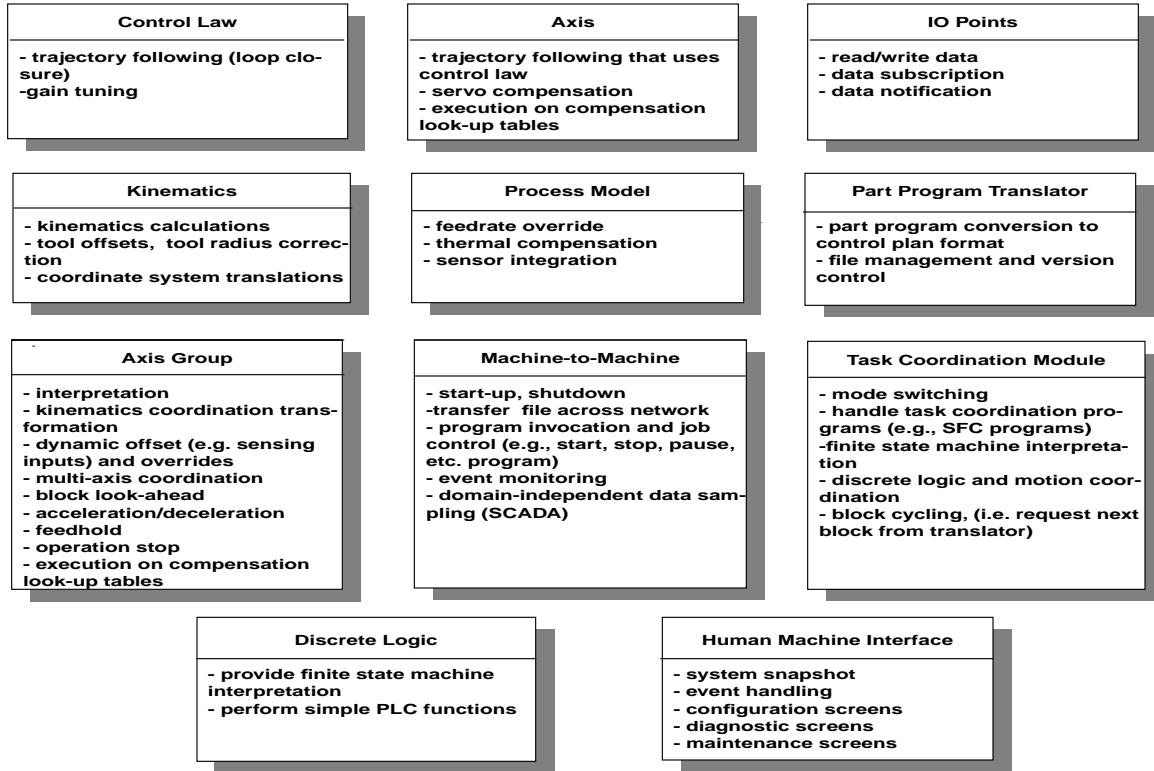 Control Law
- trajectory following (loop clo-
sure)
-gain tuning
Axis
- trajectory following that uses
control law
- servo compensation
- execution on compensation
look-up tables
IO Points
- read/write data
- data subscription
- data notification
Kinematics
- kinematics calculations
- tool offsets, tool radius correc-
tion
- coordinate system translations
Process Model
- feedrate override
- thermal compensation
- sensor integration
Part Program Translator
- part program conversion to
control plan format
- file management and version
control
Axis Group
- interpretation
- kinematics coordination trans-
formation
- dynamic offset (e.g. sensing
inputs) and overrides
- multi-axis coordination
- block look-ahead
- acceleration/deceleration
- feedhold
- operation stop
- execution on compensation
look-up tables
Machine-to-Machine
- start-up, shutdown
-transfer file across network
- program invocation and job
control (e.g., start, stop, pause,
etc. program)
- event monitoring
- domain-independent data sam-
pling (SCADA)
Task Coordination Module
- mode switching
- handle task coordination pro-
grams (e.g., SFC programs)
-finite state machine interpreta-
tion
- discrete logic and motion coor-
dination
- block cycling, (i.e. request next
block from translator)
Discrete Logic
- provide finite state machine
interpretation
- perform simple PLC functions
Human Machine Interface
- system snapshot
- event handling
- configuration screens
- diagnostic screens
- maintenance screens